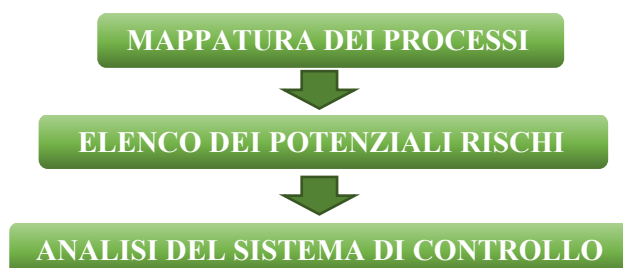 MAPPATURA DEI PROCESSI
ELENCO DEI POTENZIALI RISCHI
ANALISI DEL SISTEMA DI CONTROLLO